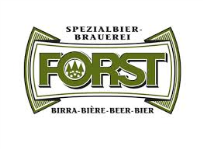 SPEZIALBIER-
BRAUEREI
FORST
BIRRA-BIÈRE-BEER-BIER